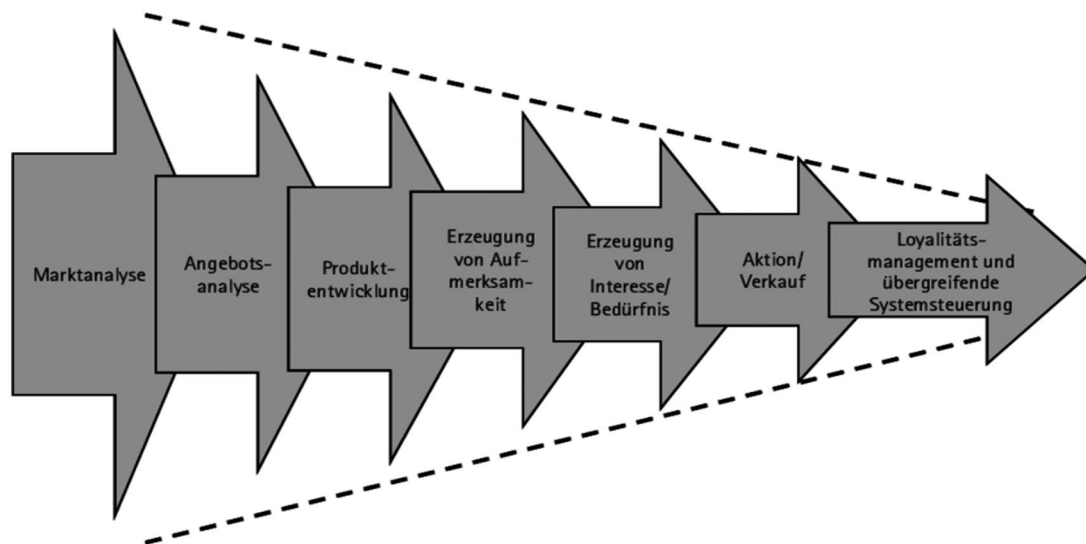 Marktanalyse
Angebots-
analyse
Produkt-
entwicklung
Erzeugung
von Auf-
merksam-
keit
Erzeugung
von
Interesse/
Bedürfnis
Aktion/
Verkauf
Loyalitäts-
management und
übergreifende
Systemsteuerung